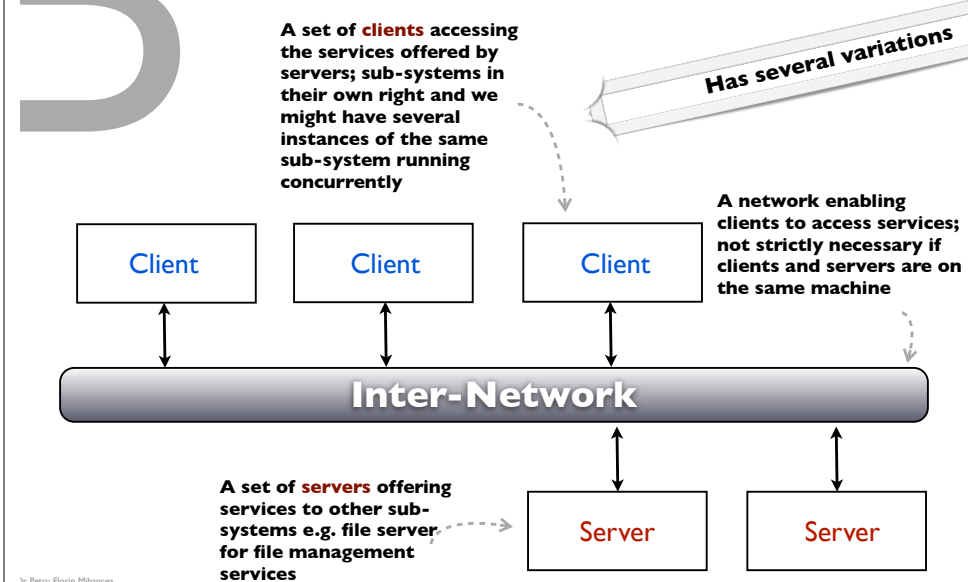 A set of clients accessing
the services offered by
servers; sub-systems in
their own right and we
might have several
instances of the same
sub-system running
concurrently
Has several variations
A network enabling
clients to access services;
not strictly necessary if
clients and servers are on
the same machine
Client
Client
Client
Inter-Network
A set of servers offering
services to other sub-
systems e.g. file server
for file management
services
Server
Server
Petru Florin Mihancea